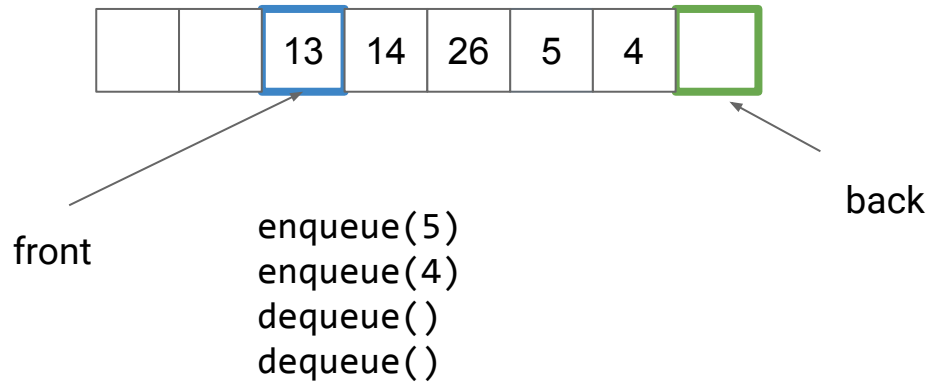 13 14 26 5 4
back
front
enqueue(5)
enqueue(4)
dequeue()
dequeue()